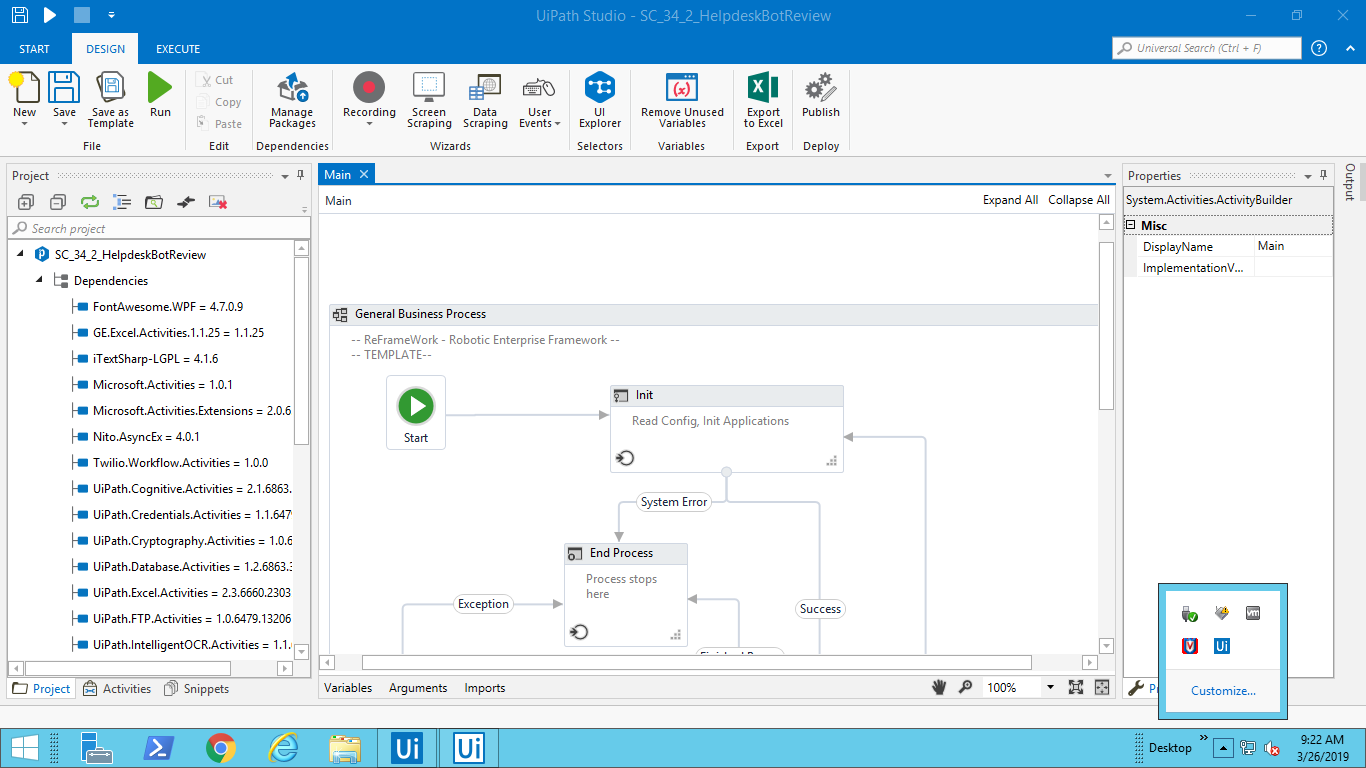 UiPath Studio - SC_34_2_HelpdeskBotReview
START DESIGN EXECUTE
Universal Search (Ctrl + F)
New
Save
Save as
Template
Run
File
Cut
Copy
Paste
Edit
Manage
Packages
Dependencies
Recording
Screen
Scraping
Data
Scraping
User
Events
Wizards
UI
Explorer
Selectors
Remove Unused
Variables
Variables
Export
to Excel
Export
Publish
Deploy
Project
Search project
SC_34_2_HelpdeskBotReview
Dependencies
FontAwesome.WPF = 4.7.0.9
GE.Excel.Activities.1.1.25 = 1.1.25
iTextSharp-LGPL = 4.1.6
Microsoft.Activities = 1.0.1
Microsoft.Activities.Extensions = 2.0.6
Nito.AsyncEx = 4.0.1
Twilio.Workflow.Activities = 1.0.0
UiPath.Cognitive.Activities = 2.1.6863.
UiPath.Credentials.Activities = 1.1.6479
UiPath.Cryptography.Activities = 1.0.6
UiPath.Database.Activities = 1.2.6863.3
UiPath.Excel.Activities = 2.3.6660.2303
UiPath.FTP.Activities = 1.0.6479.13206
UiPath.IntelligentOCR.Activities = 1.1.
Project Activities Snippets
Main
Main
Expand All Collapse All
General Business Process
-- ReFrameWork - Robotic Enterprise Framework --
-- TEMPLATE--
Start
Init
Read Config, Init Applications
System Error
End Process
Process stops
here
Exception
Success
Variables Arguments Imports
100%
Properties
System.Activities.ActivityBuilder
Misc
DisplayName Main
ImplementationV...
Output
Ui
Customize...
Ui
Ui
Desktop
9:22 AM
3/26/2019